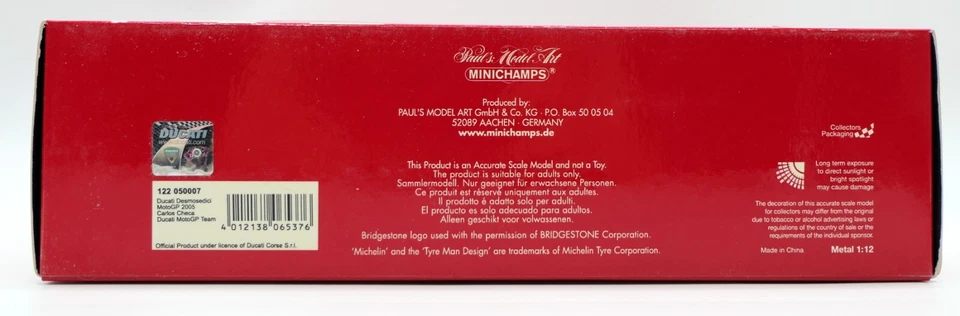 Paul's Model Art
MINICHAMPS®
Produced by:
PAUL'S MODEL ART GmbH & Co. KG · P.O. Box 50 05 04
52089 AACHEN · GERMANY
www.minichamps.de
DUCATI
122 050007
Ducati Desmosedici
MotoGP 2005
Carlos Checa
Ducati MotoGP Team
4 012138 065376
Official Product under licence of Ducati Corse S.r.l.
This Product is an Accurate Scale Model and not a Toy.
The product is suitable for adults only.
Sammlermodell. Nur geeignet für erwachsene Personen.
Ce produit est réservé uniquement aux adultes.
Il prodotto é adatto solo per adulti.
El producto es solo adecuado para adultos.
Alleen geschikt voor volwassenen.
Bridgestone logo used with the permission of BRIDGESTONE Corporation.
'Michelin' and the 'Tyre Man Design' are trademarks of Michelin Tyre Corporation.
Collectors
Packaging
Long term exposure
to direct sunlight or
bright spotlight
may cause damage
The decoration of this accurate scale model
for collectors may differ from the original
due to tobacco or alcohol advertising laws or
regulations of the country of sale or the
requirements of the individual sponsor.
Made in China
Metal 1:12